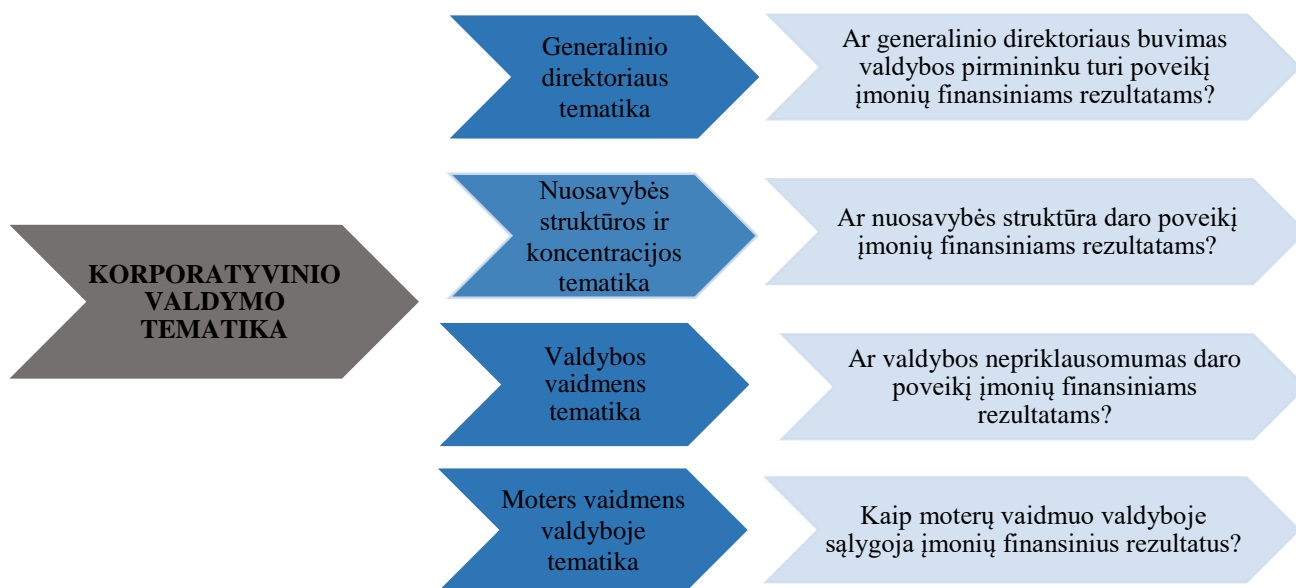 KORPORATYVINIO
VALDYMO
TEMATIKA
Generalinio
direktoriaus
tematika
Ar generalinio direktoriaus buvimas
valdybos pirmininku turi poveikį
įmonių finansiniams rezultatams?
Nuosavybės
struktūros ir
koncentracijos
tematika
Ar nuosavybės struktūra daro poveikį
įmonių finansiniams rezultatams?
Valdybos
vaidmens
tematika
Ar valdybos nepriklausomumas daro
poveikį įmonių finansiniams
rezultatams?
Moters vaidmens
valdyboje
tematika
Kaip moterų vaidmuo valdyboje
sąlygoja įmonių finansinius rezultatus?